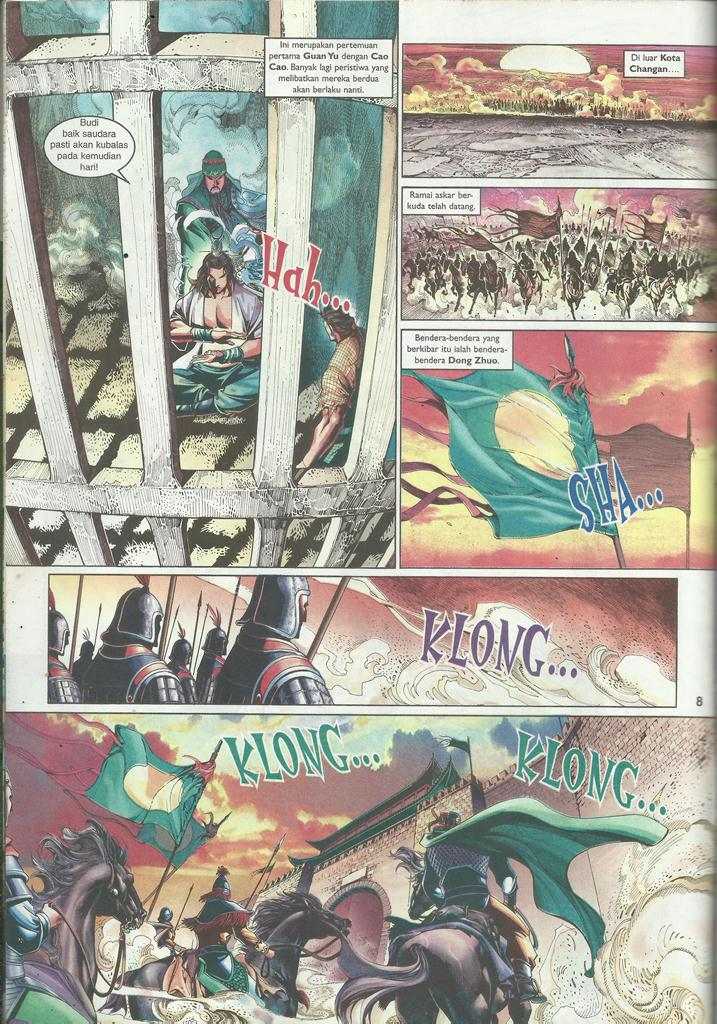 Ini merupakan pertemuan
pertama Guan Yu dengan Cao
Cao. Banyak lagi peristiwa yang
melibatkan mereka berdua
akan berlaku nanti.
Budi
baik saudara
pasti akan kubalas
pada kemudian
hari!
Hah...
Di luar Kota
Changan....
Ramai askar ber-
kuda telah datang.
Bendera-bendera yang
berkibar itu ialah bendera-
bendera Dong Zhuo.
SHA...
KLONG...
8
KLONG...
KLONG...